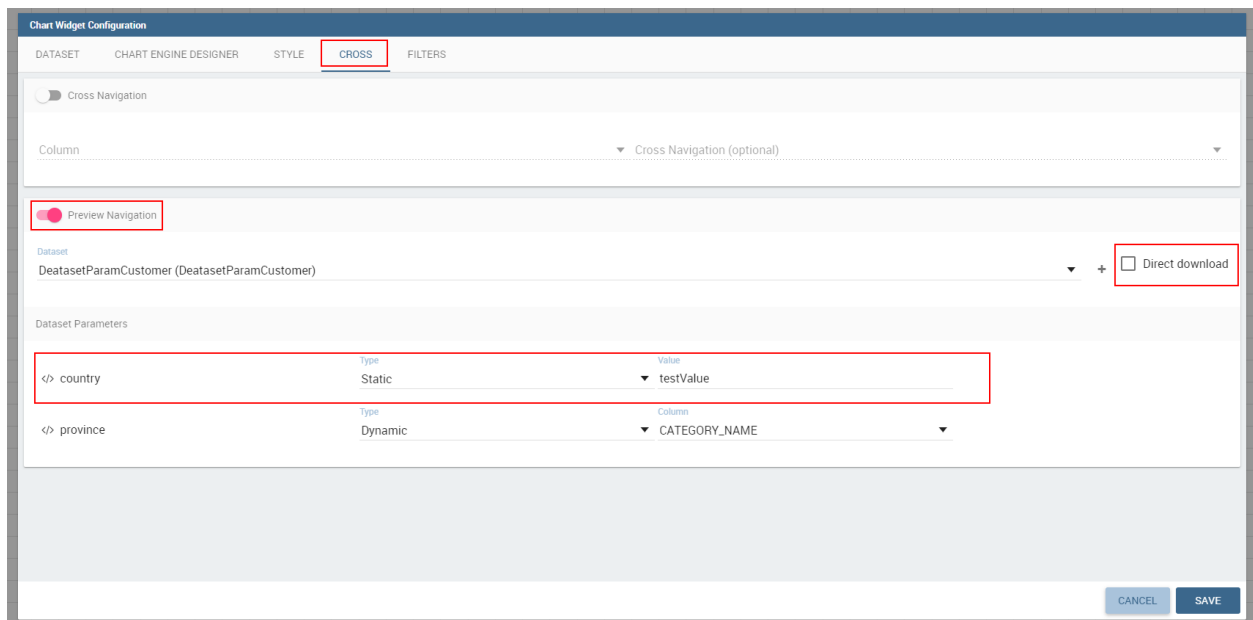 Chart Widget Configuration
DATASET CHART ENGINE DESIGNER STYLE CROSS FILTERS
Cross Navigation
Column Cross Navigation (optional)
Preview Navigation
Dataset
DeatasetParamCustomer (DeatasetParamCustomer) + Direct download
Dataset Parameters
Type Value
</> country Static testValue
Type Column
</> province Dynamic CATEGORY_NAME
CANCEL SAVE